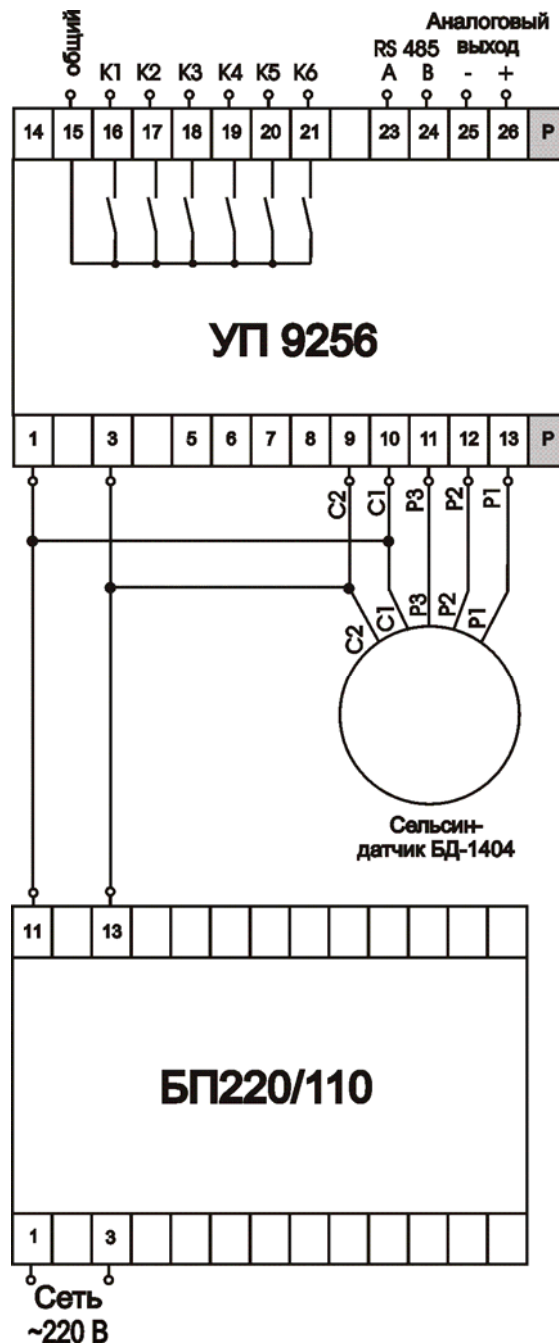 общий
K1 K2 K3 K4 K5 K6
RS 485
A B
Аналоговый
выход
- +
14 15 16 17 18 19 20 21 23 24 25 26 P
УП 9256
1 3 5 6 7 8 9 10 11 12 13 P
C2 C1 P3 P2 P1
C2 C1 P3 P2 P1
Сельсин-
датчик БД-1404
11 13
БП220/110
1 3
Сеть
~220 В